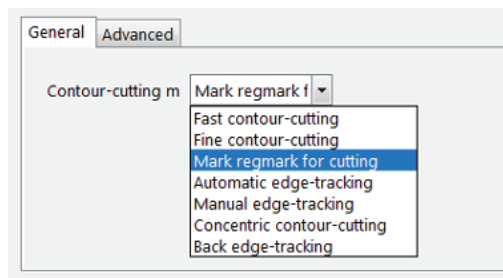 General Advanced
Contour-cutting m Mark regmark f
Fast contour-cutting
Fine contour-cutting
Mark regmark for cutting
Automatic edge-tracking
Manual edge-tracking
Concentric contour-cutting
Back edge-tracking